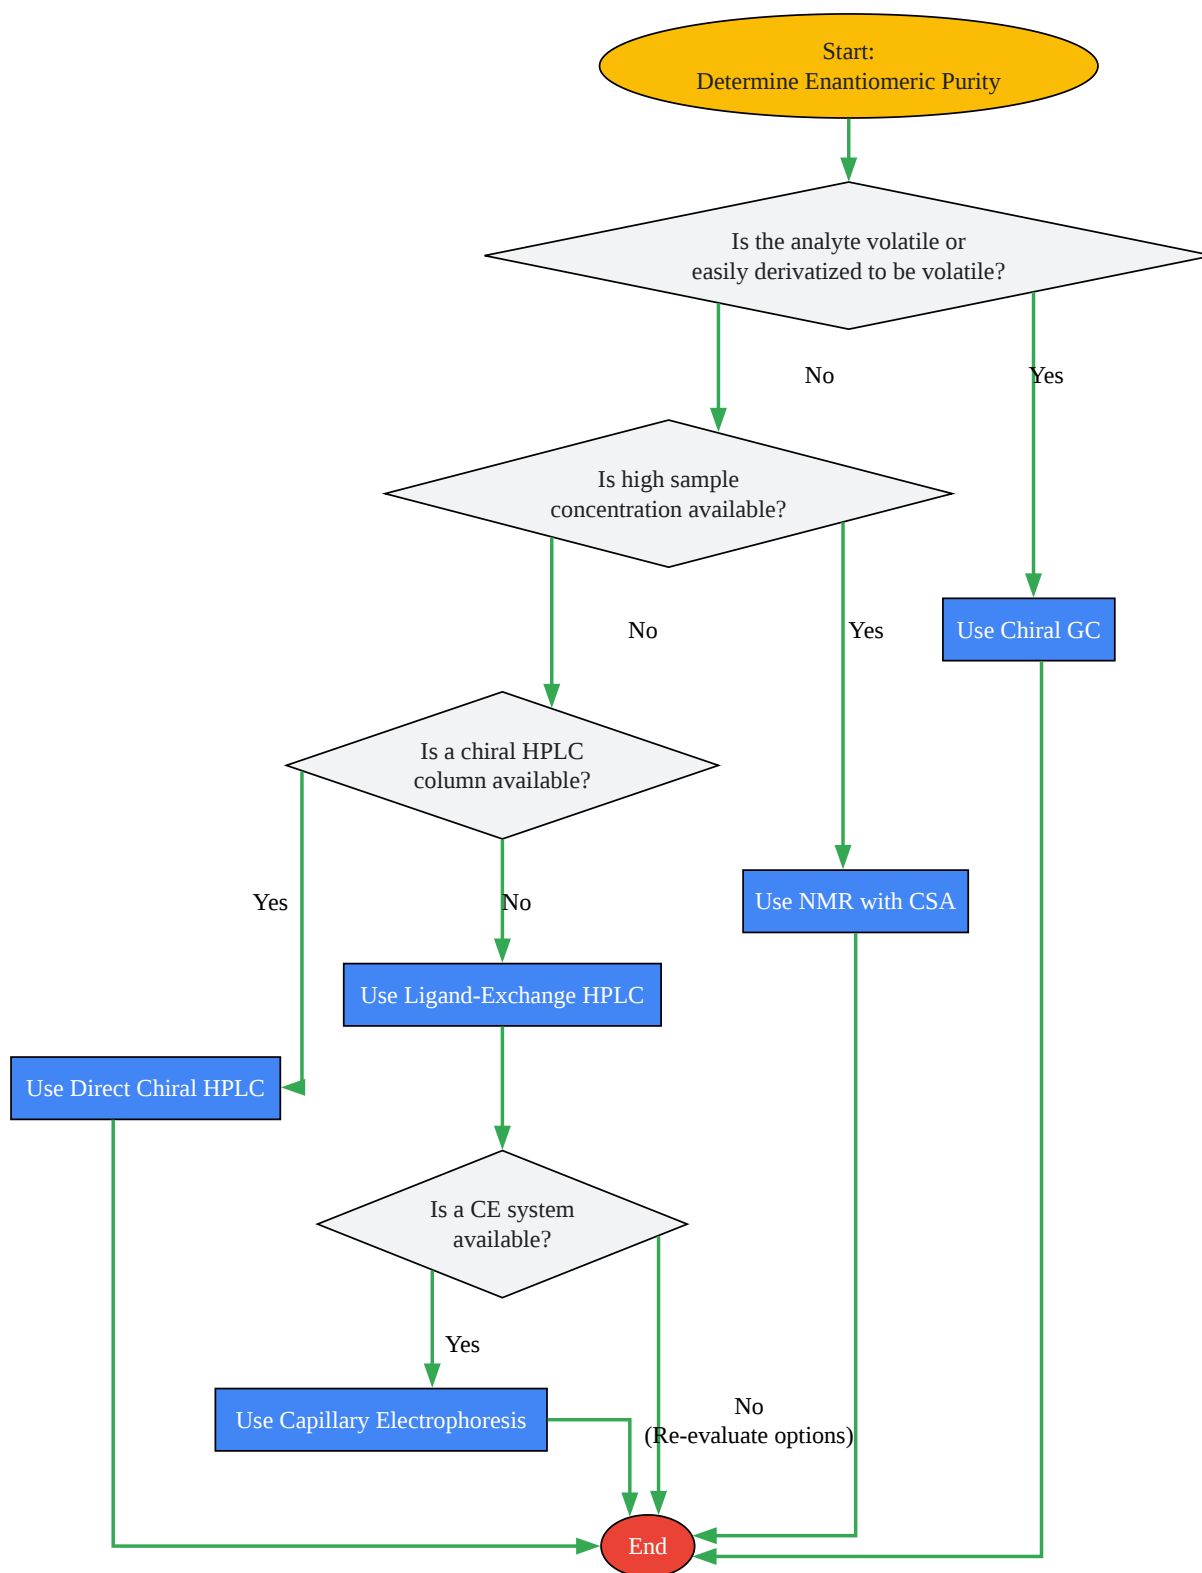 Start:
Determine Enantiomeric Purity
Is the analyte volatile or
easily derivatized to be volatile?
No
Yes
Is high sample
concentration available?
No
Yes
Use Chiral GC
Is a chiral HPLC
column available?
Yes
No
Use NMR with CSA
Use Ligand-Exchange HPLC
Use Direct Chiral HPLC
Is a CE system
available?
Yes
No
(Re-evaluate options)
Use Capillary Electrophoresis
End